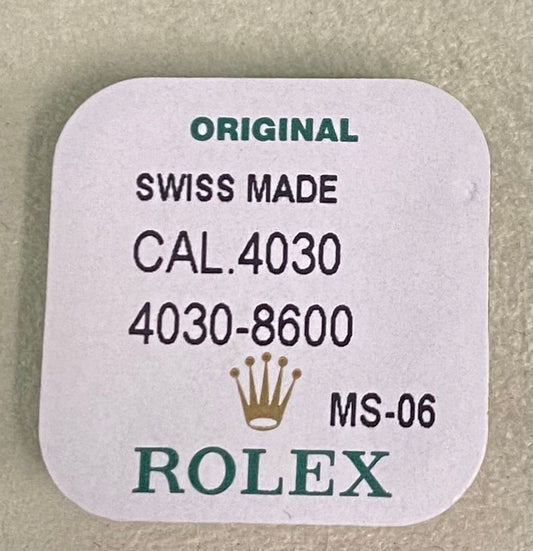 ORIGINAL
SWISS MADE
CAL.4030
4030-8600
MS-06
ROLEX